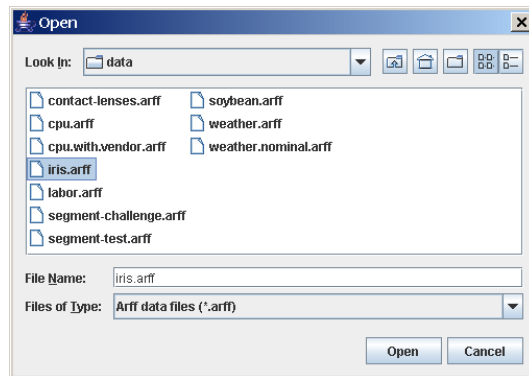 Open
Look In: data
contact-lenses.arff
cpu.arff
cpu.with.vendor.arff
iris.arff
labor.arff
segment-challenge.arff
segment-test.arff
soybean.arff
weather.arff
weather.nominal.arff
File Name: iris.arff
Files of Type: Arff data files (*.arff)
Open Cancel